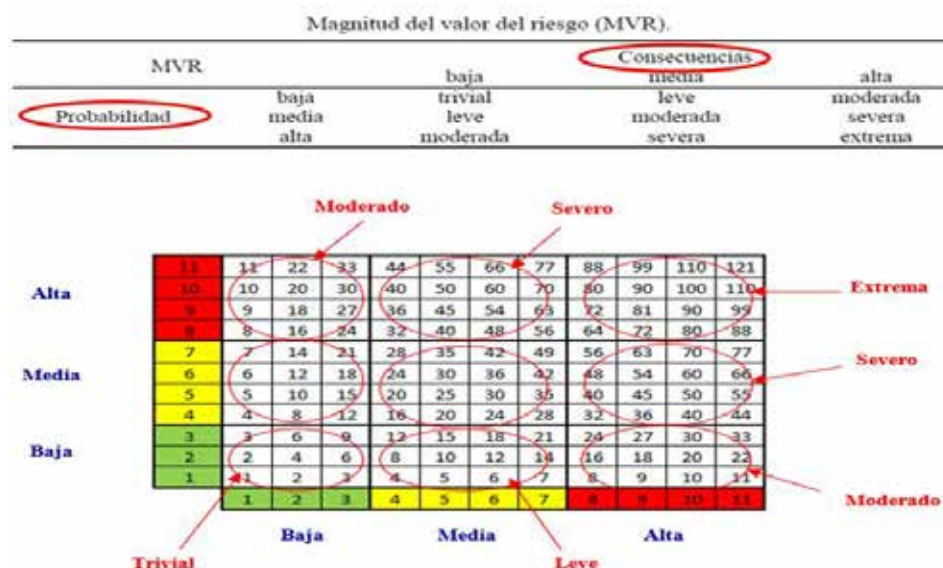 Magnitud del valor del riesgo (MVR).
MVR Consecuencias
baja media alta
Probabilidad baja trivial leve moderada
media leve moderada severa
alta moderada severa extrema
Moderado Severo
11 11 22 33 44 55 66 77 88 99 110 121
Alta 10 10 20 30 40 50 60 70 80 90 100 110 Extrema
9 9 18 27 36 45 54 63 72 81 90 99
8 8 16 24 32 40 48 56 64 72 80 88
7 7 14 21 28 35 42 49 56 63 70 77 Severo
Media 6 6 12 18 24 30 36 42 48 54 60 66
5 5 10 15 20 25 30 35 40 45 50 55
4 4 8 12 16 20 24 28 32 36 40 44
Baja 3 3 6 9 12 15 18 21 24 27 30 33
2 2 4 6 8 10 12 14 16 18 20 22
1 1 2 3 4 5 6 7 8 9 10 11
1 2 3 4 5 6 7 8 9 10 11 Moderado
Baja Media Alta
Trivial Leve